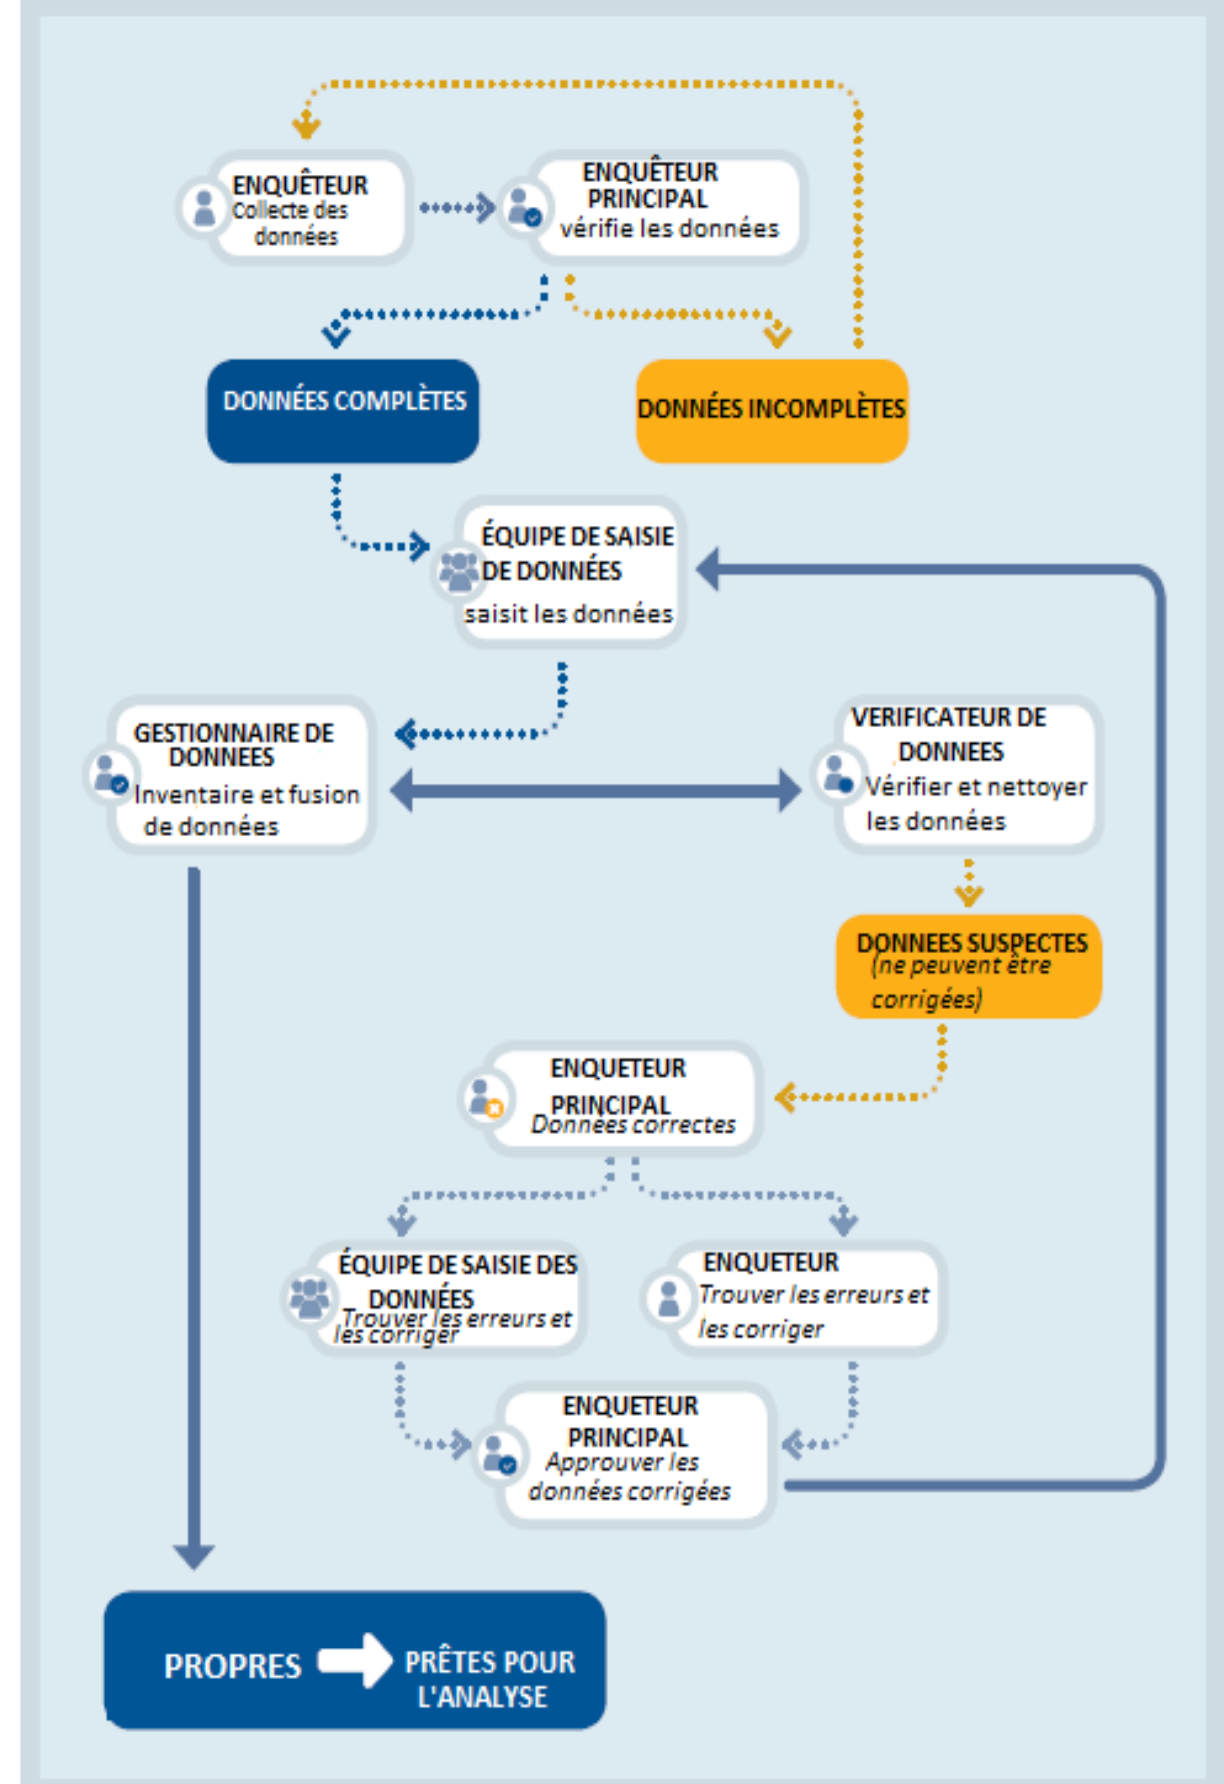 ENQUÊTEUR
Collecte des
données
ENQUÊTEUR
PRINCIPAL
vérifie les données
DONNÉES COMPLÈTES
DONNÉES INCOMPLÈTES
ÉQUIPE DE SAISIE
DE DONNÉES
saisit les données
GESTIONNAIRE DE
DONNEES
Inventaire et fusion
de données
VERIFICATEUR DE
DONNEES
Vérifier et nettoyer
les données
DONNEES SUSPECTES
(ne peuvent être
corrigées)
ENQUETEUR
PRINCIPAL
Données correctes
ÉQUIPE DE SAISIE DES
DONNÉES
Trouver les erreurs et
les corriger
ENQUETEUR
Trouver les erreurs et
les corriger
ENQUETEUR
PRINCIPAL
Approuver les
données corrigées
PROPRES
PRÊTES POUR
L'ANALYSE